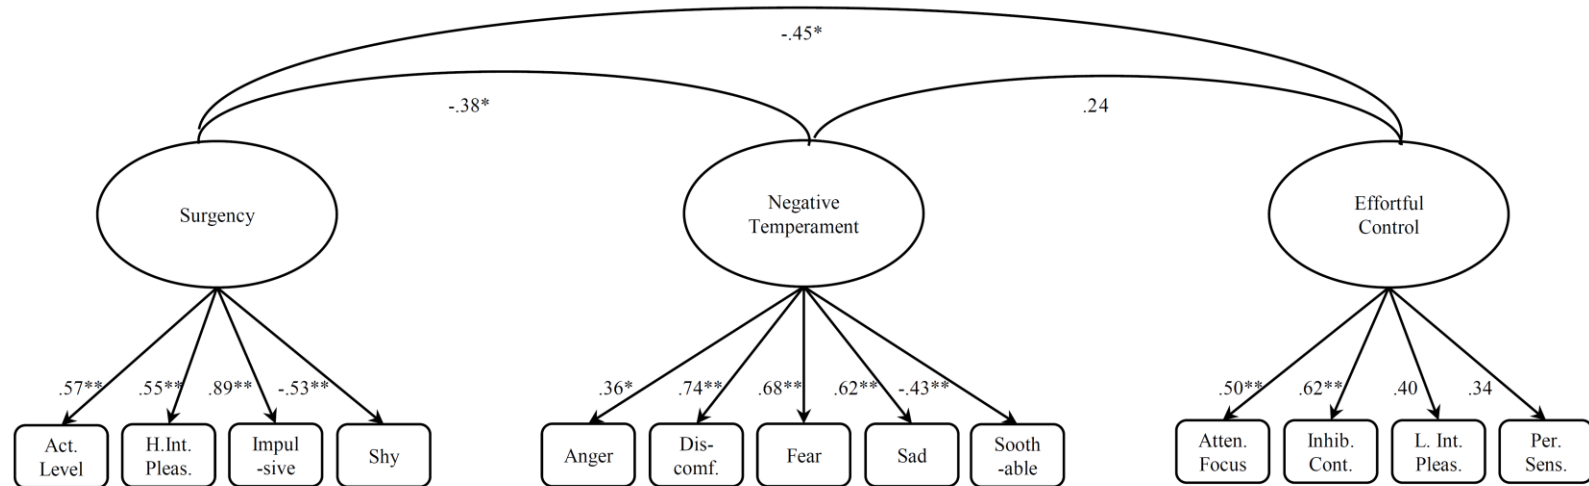 -.45*
-.38*
.24
Surgency
Negative
Temperament
Effortful
Control
.57**
.55**
.89**
-.53**
.36*
.74**
.68**
.62**
-.43**
.50**
.62**
.40
.34
Act.
Level
H.Int.
Pleas.
Impul
-sive
Shy
Anger
Dis-
comf.
Fear
Sad
Sooth
-able
Atten.
Focus
Inhib.
Cont.
L. Int.
Pleas.
Per.
Sens.